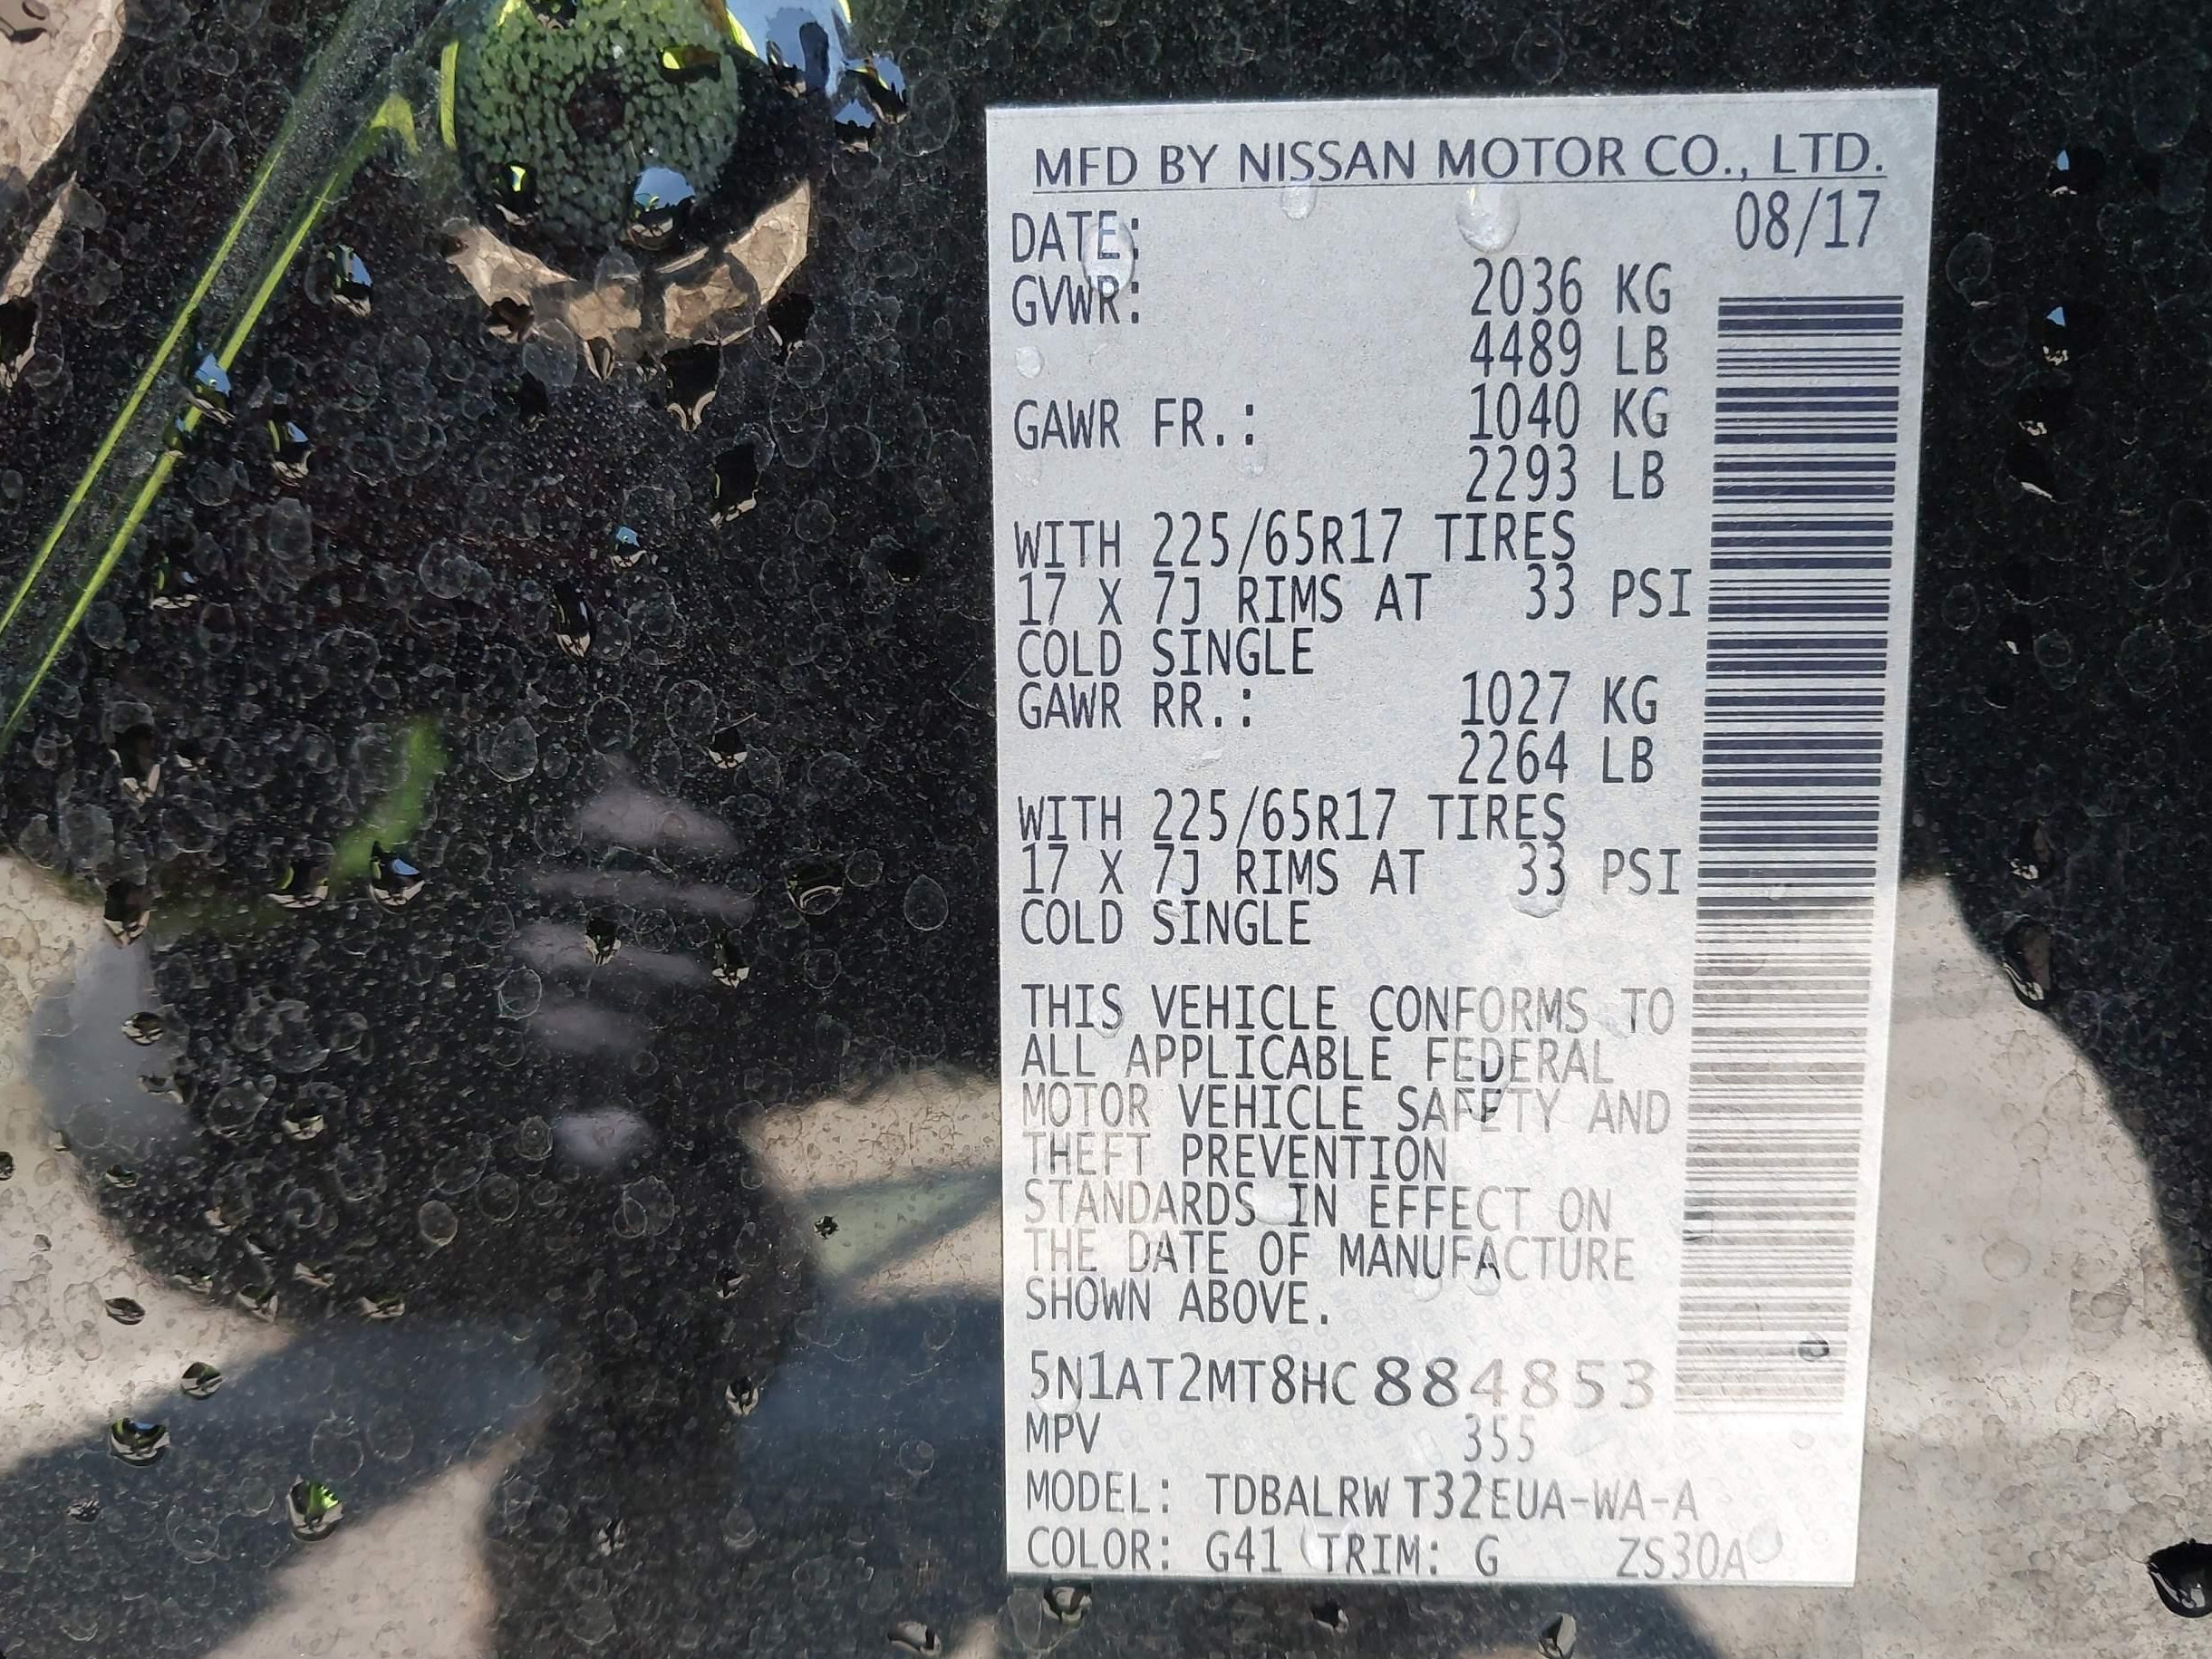 MFD BY NISSAN MOTOR CO., LTD.
DATE: 08/17
GVWR: 2036 KG
4489 LB
GAWR FR.: 1040 KG
2293 LB
WITH 225/65R17 TIRES
17 X 7J RIMS AT 33 PSI
COLD SINGLE
GAWR RR.: 1027 KG
2264 LB
WITH 225/65R17 TIRES
17 X 7J RIMS AT 33 PSI
COLD SINGLE
THIS VEHICLE CONFORMS TO
ALL APPLICABLE FEDERAL
MOTOR VEHICLE SAFETY AND
THEFT PREVENTION
STANDARDS IN EFFECT ON
THE DATE OF MANUFACTURE
SHOWN ABOVE.
5N1AT2MT8HC884853
MPV 355
MODEL: TDBALRWT32EUA-WA-A
COLOR: G41 TRIM: G ZS30A